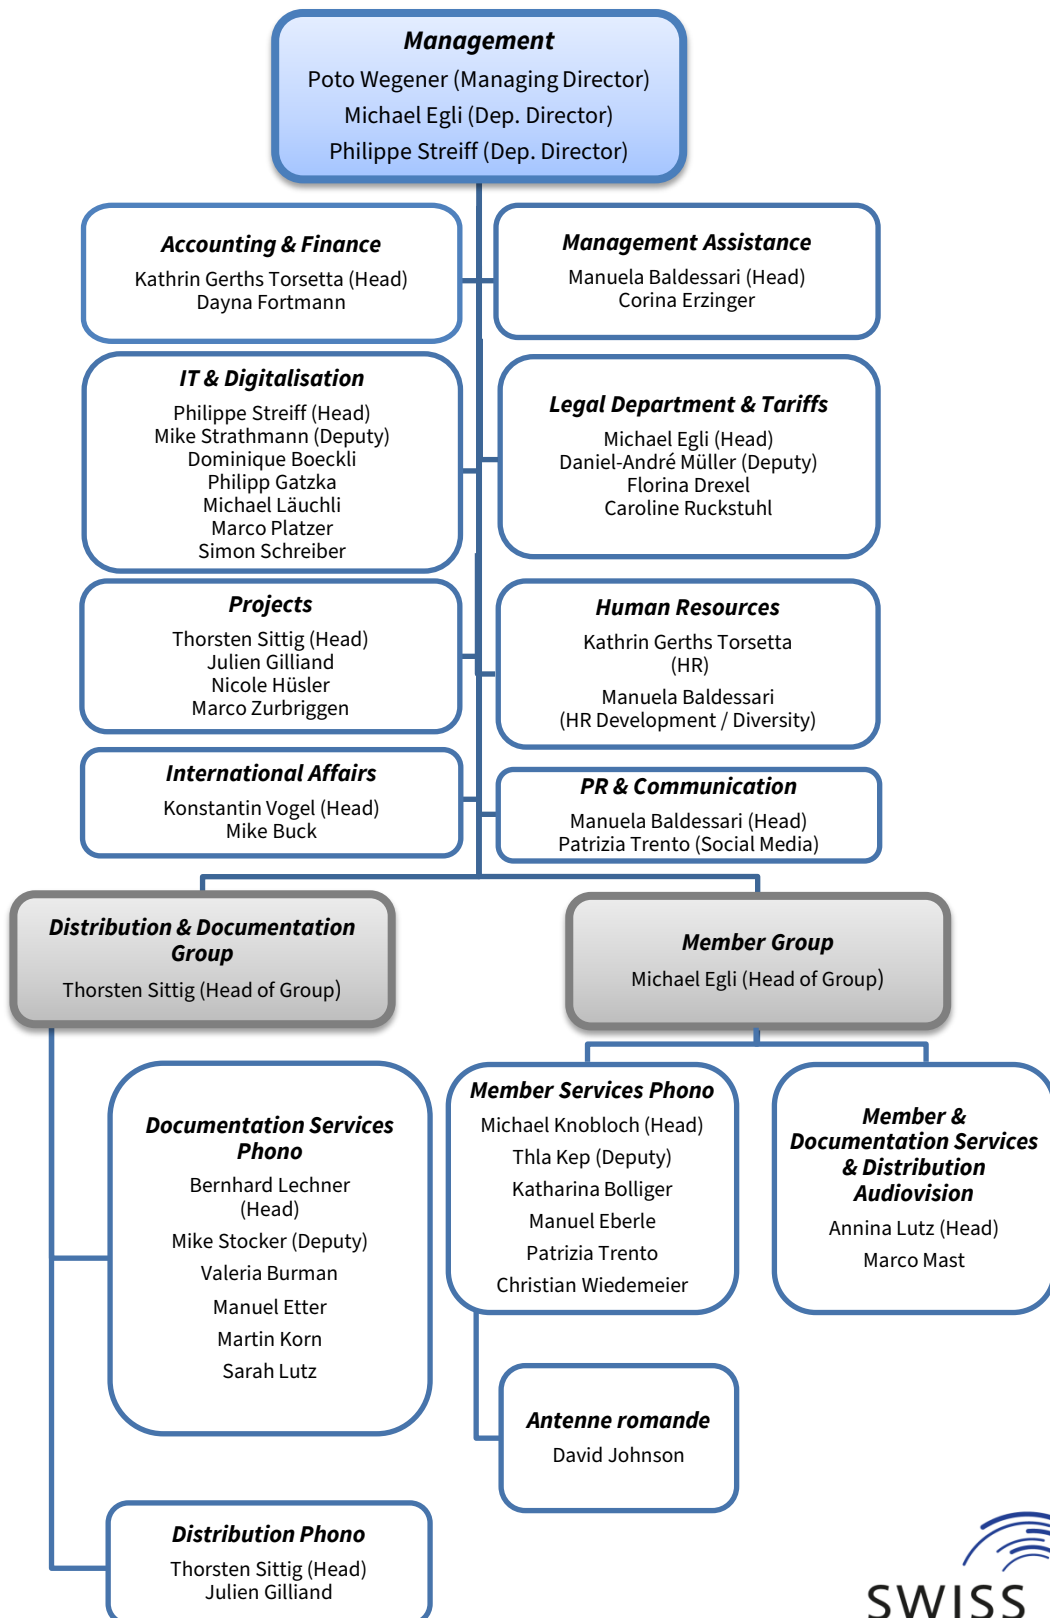 Management
Poto Wegener (Managing Director)
Michael Egli (Dep. Director)
Philippe Streiff (Dep. Director)
Accounting & Finance
Kathrin Gerths Torsetta (Head)
Dayna Fortmann
Management Assistance
Manuela Baldessari (Head)
Corina Erzinger
IT & Digitalisation
Philippe Streiff (Head)
Mike Strathmann (Deputy)
Dominique Boeckli
Philipp Gatzka
Michael Läuchli
Marco Platzer
Simon Schreiber
Legal Department & Tariffs
Michael Egli (Head)
Daniel-André Müller (Deputy)
Florina Drexel
Caroline Ruckstuhl
Projects
Thorsten Sittig (Head)
Julien Gilliand
Nicole Hüsler
Marco Zurbriggen
Human Resources
Kathrin Gerths Torsetta
(HR)
Manuela Baldessari
(HR Development / Diversity)
International Affairs
Konstantin Vogel (Head)
Mike Buck
PR & Communication
Manuela Baldessari (Head)
Patrizia Trento (Social Media)
Distribution & Documentation
Group
Thorsten Sittig (Head of Group)
Member Group
Michael Egli (Head of Group)
Documentation Services
Phono
Bernhard Lechner
(Head)
Mike Stocker (Deputy)
Valeria Burman
Manuel Etter
Martin Korn
Sarah Lutz
Member Services Phono
Michael Knobloch (Head)
Thla Kep (Deputy)
Katharina Bolliger
Manuel Eberle
Patrizia Trento
Christian Wiedemeier
Member &
Documentation Services
& Distribution
Audiovision
Annina Lutz (Head)
Marco Mast
Antenne romande
David Johnson
Distribution Phono
Thorsten Sittig (Head)
Julien Gilliand
SWISS